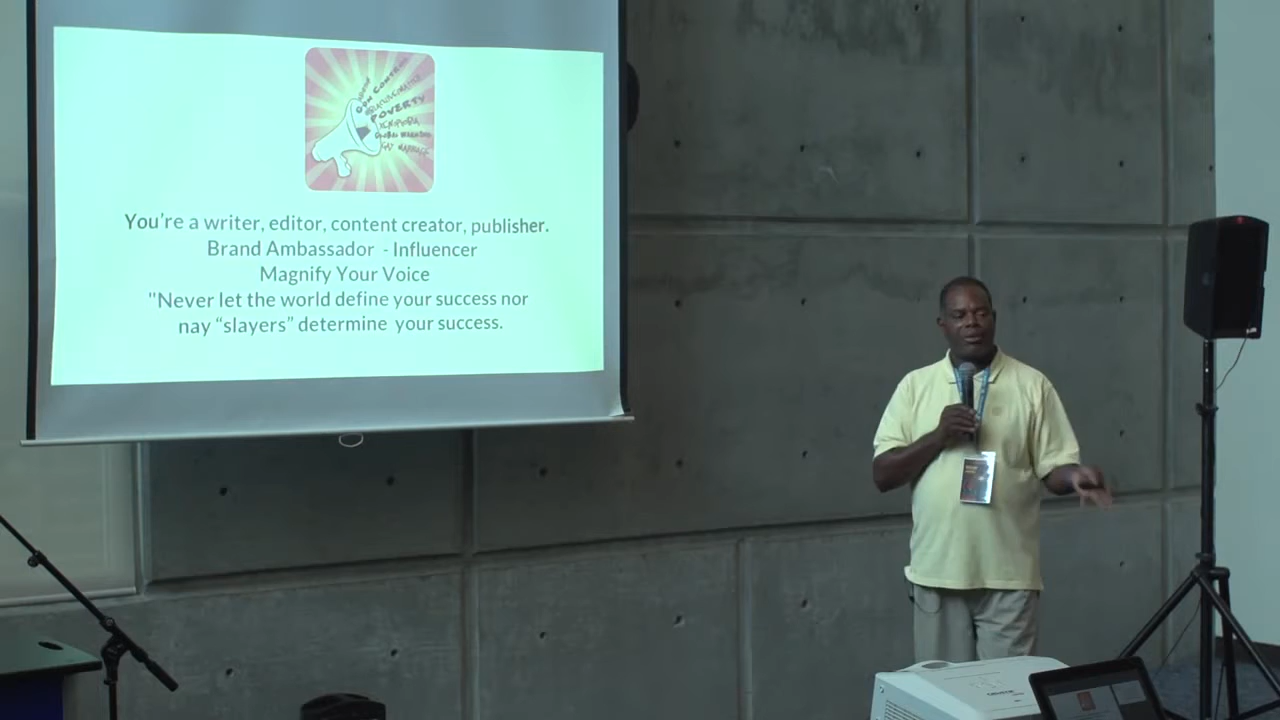 POVERTY
You're a writer, editor, content creator, publisher.
Brand Ambassador - Influencer
Magnify Your Voice
"Never let the world define your success nor
nay “slayers” determine your success.